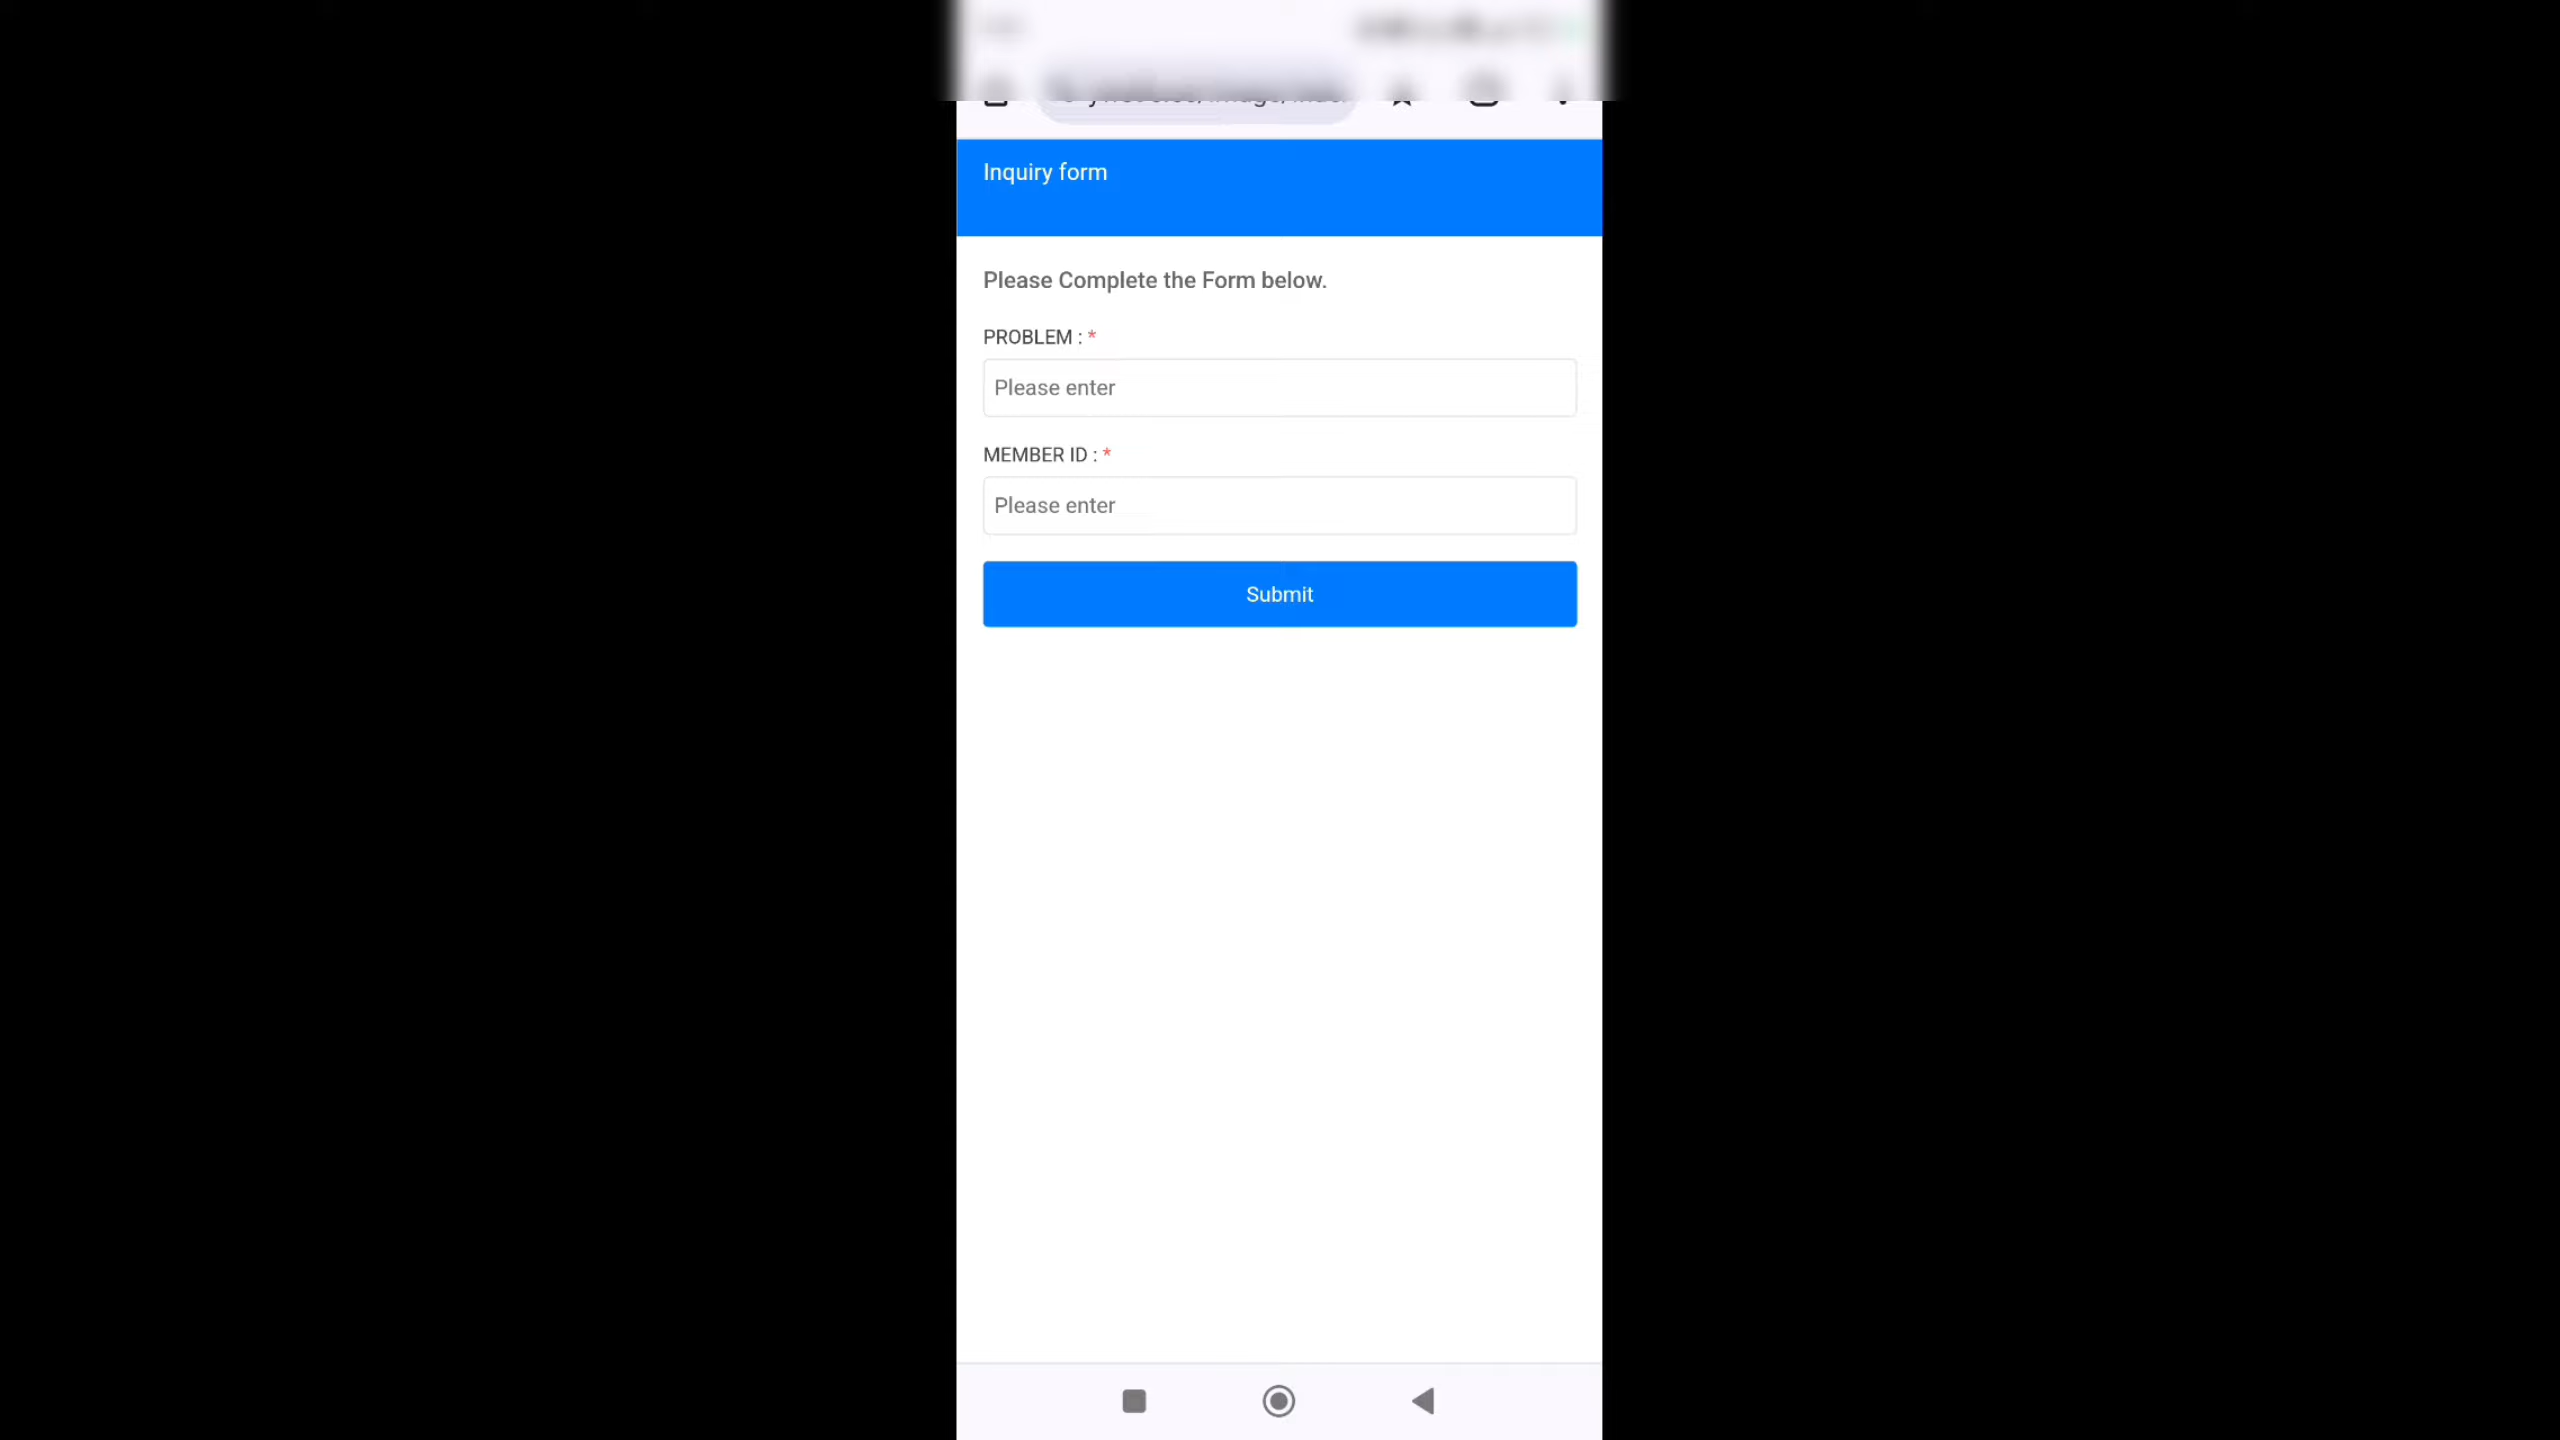 Inquiry form
Please Complete the Form below.
PROBLEM : *
Please enter
MEMBER ID : *
Please enter
Submit